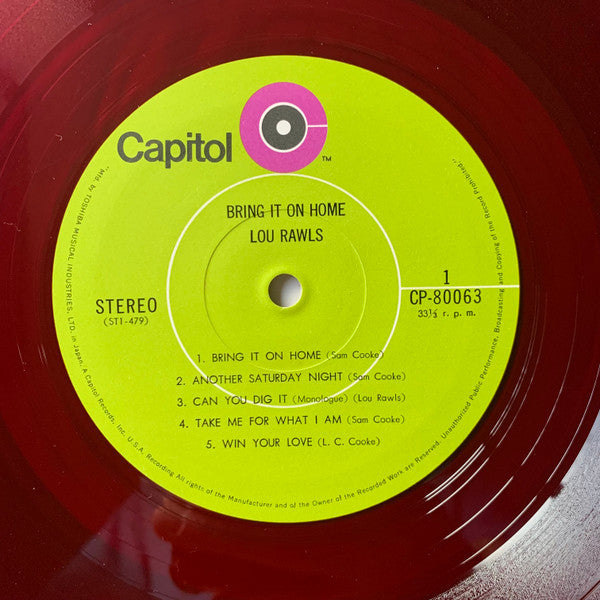 Capitol
™
BRING IT ON HOME
LOU RAWLS
STEREO
(ST1-479)
1
CP-80063
33⅓ r. p. m.
1. BRING IT ON HOME (Sam Cooke)
2. ANOTHER SATURDAY NIGHT (Sam Cooke)
3. CAN YOU DIG IT (Monologue) (Lou Rawls)
4. TAKE ME FOR WHAT I AM (Sam Cooke)
5. WIN YOUR LOVE (L. C. Cooke)
"Mfd. by TOSHIBA MUSICAL INDUSTRIES, LTD. in Japan. A Capitol Records, Inc. U.S.A. Recording All rights of the Manufacturer and of the Owner of the Recorded Work are Reserved. Unauthorized Public Performance, Broadcasting and Copying of the Record Prohibited."